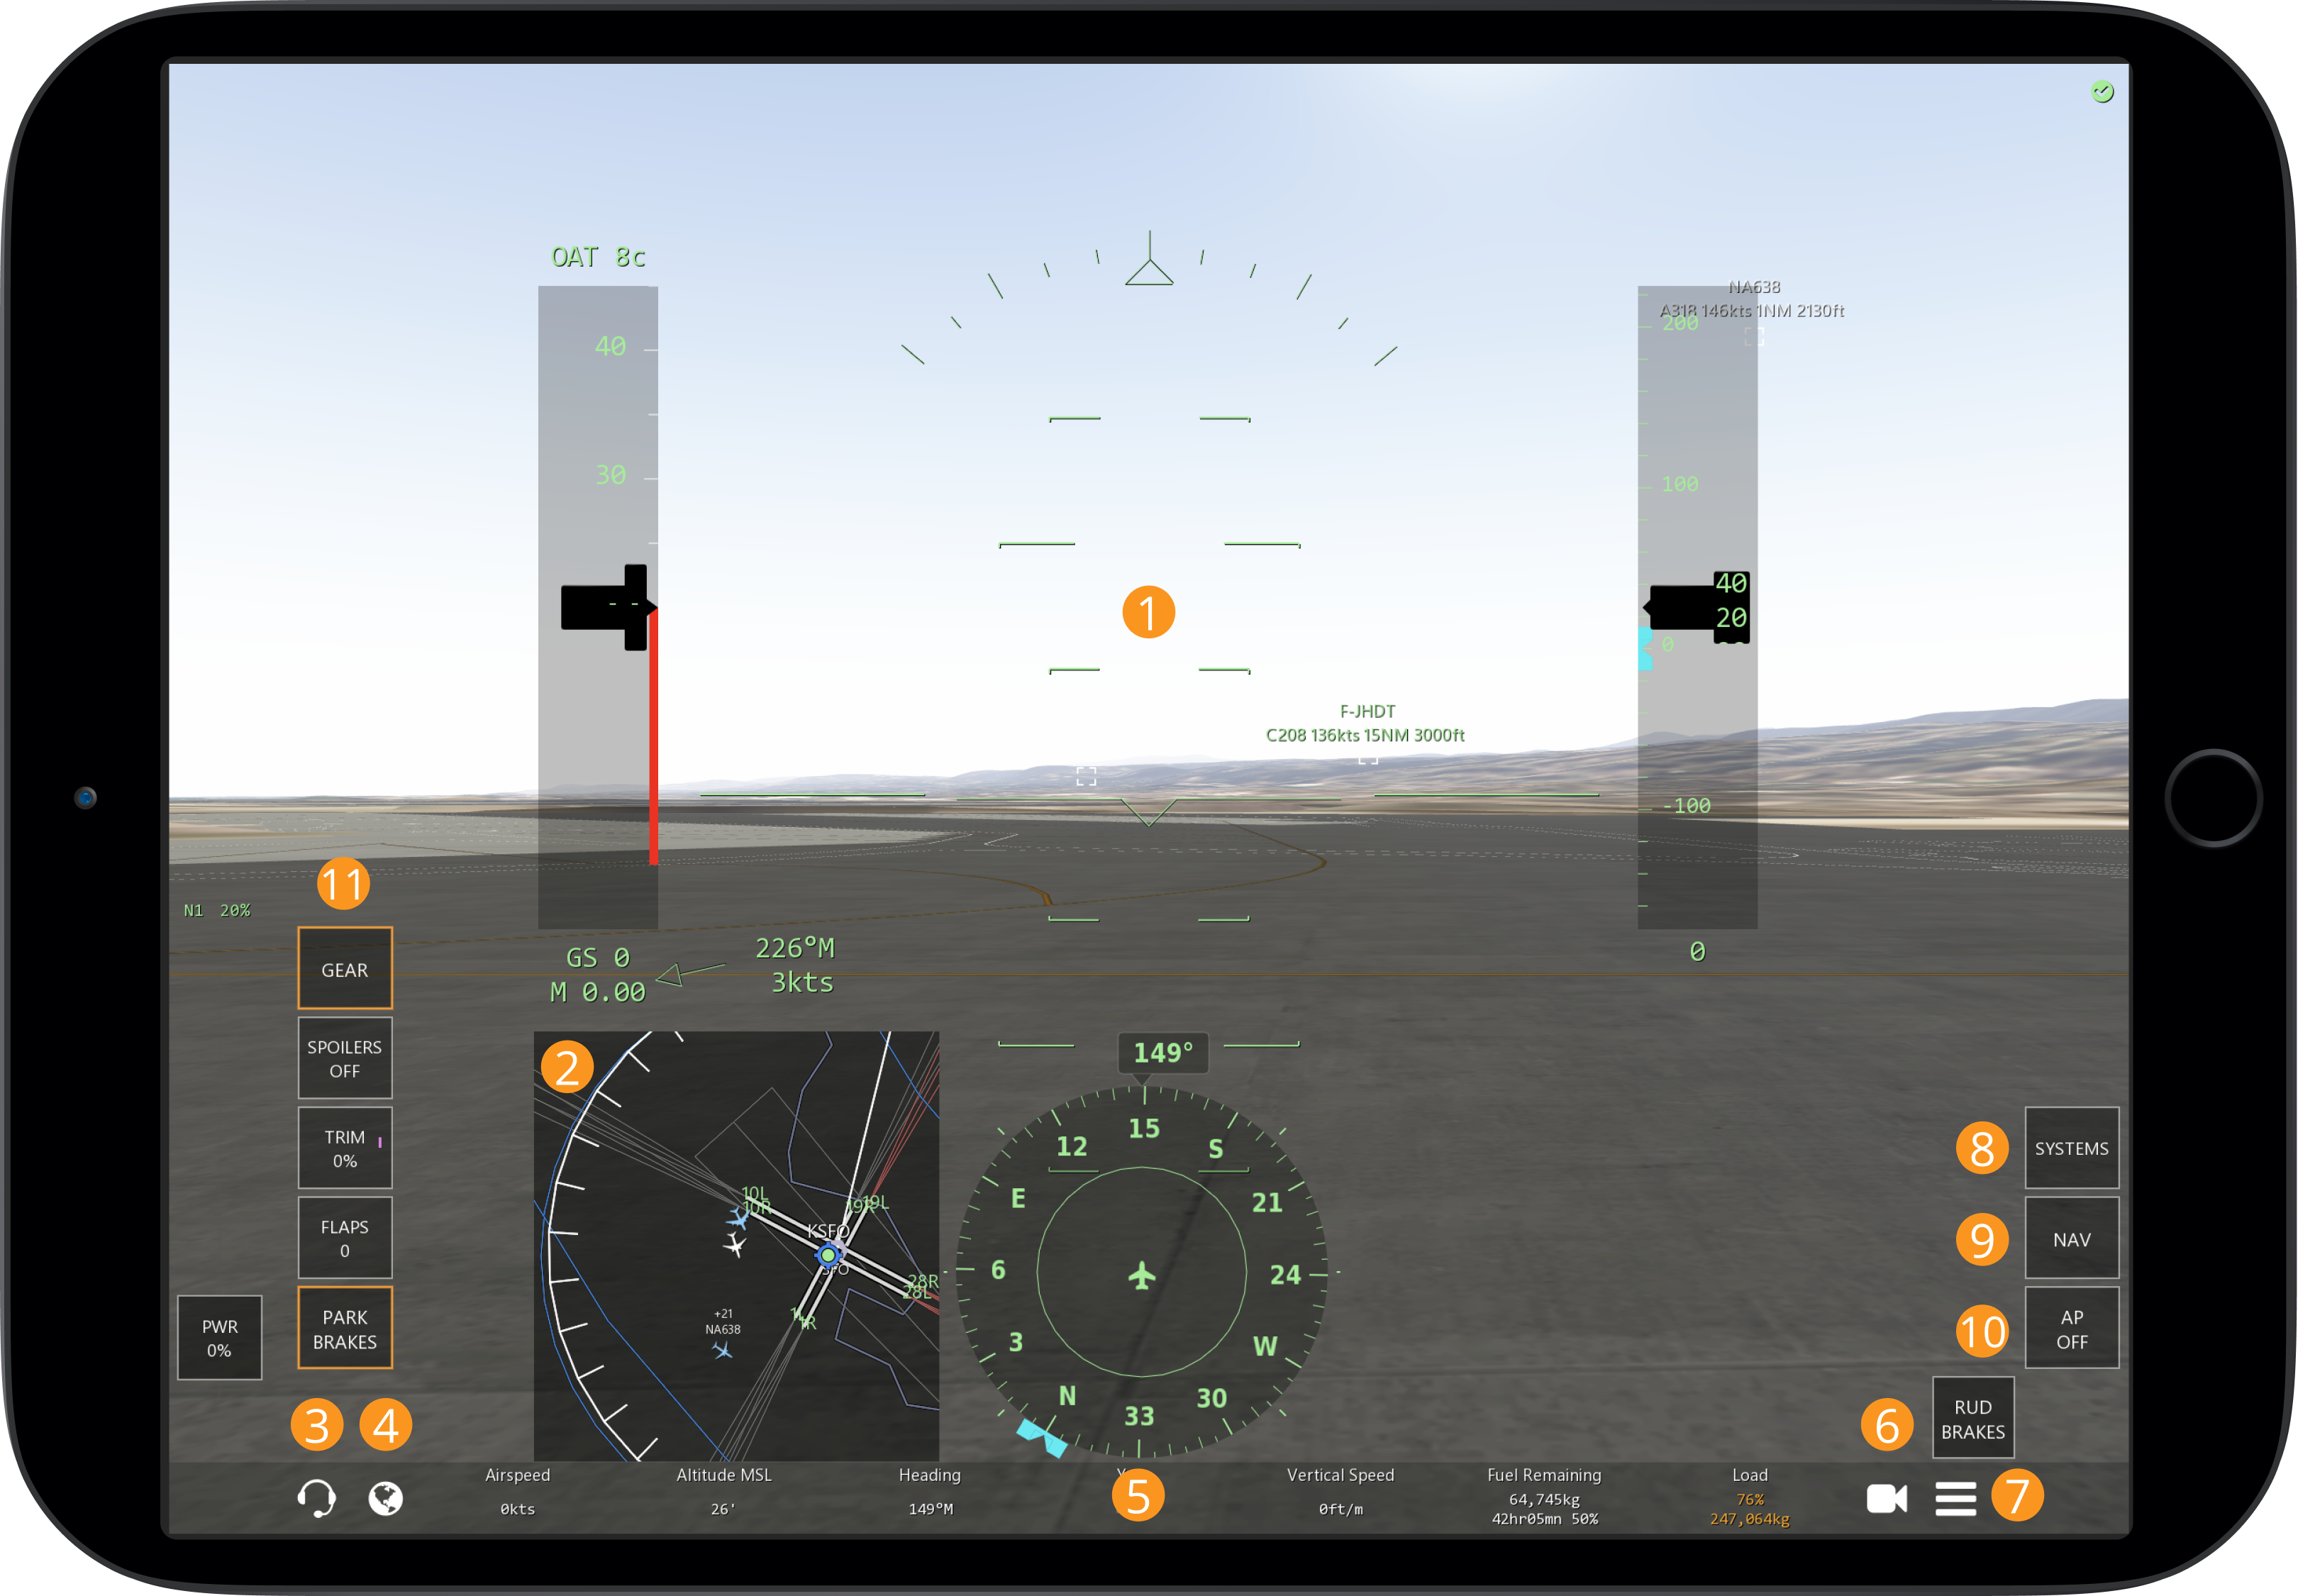 OAT 8c
NA638
A318 146kts 1NM 2130ft
40
30
- -
200
100
0
-100
40
20
1
F-JHDT
C208 136kts 15NM 3000ft
11
N1 20%
GS 0
M 0.00
226°M
3kts
0
GEAR
SPOILERS
OFF
TRIM
0%
FLAPS
0
PARK
BRAKES
PWR
0%
2
10L
10R
19R
19L
KSFO
SFO
28R
28L
1L
1R
+21
NA638
149°
12
15
S
E
21
6
24
3
W
N
33
30
8
SYSTEMS
9
NAV
10
AP
OFF
6
RUD
BRAKES
3
4
Airspeed
0kts
Altitude MSL
26'
Heading
149°M
5
Vertical Speed
0ft/m
Fuel Remaining
64,745kg
42hr05mn 50%
Load
76%
247,064kg
7